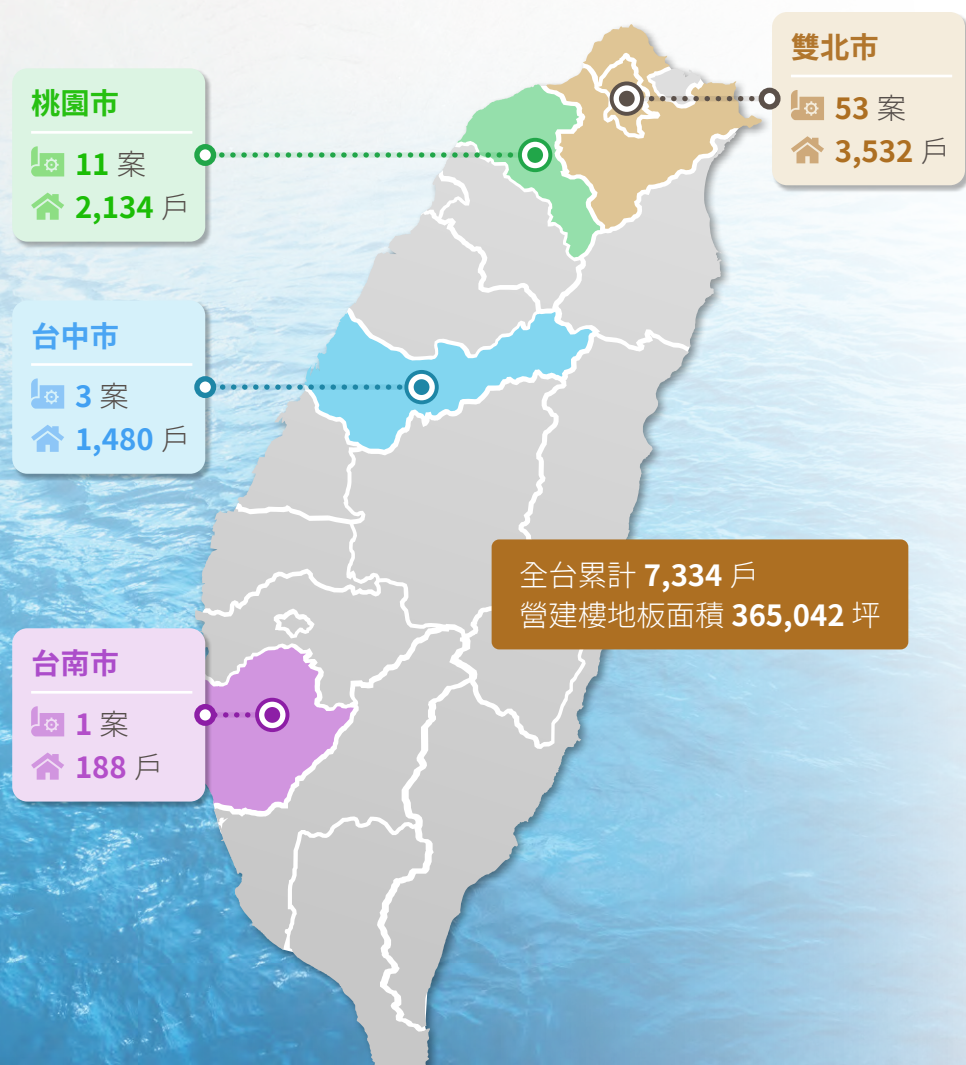 雙北市
53 案
3,532 戶
桃園市
11 案
2,134 戶
台中市
3 案
1,480 戶
全台累計 7,334 戶
營建樓地板面積 365,042 坪
台南市
1 案
188 戶